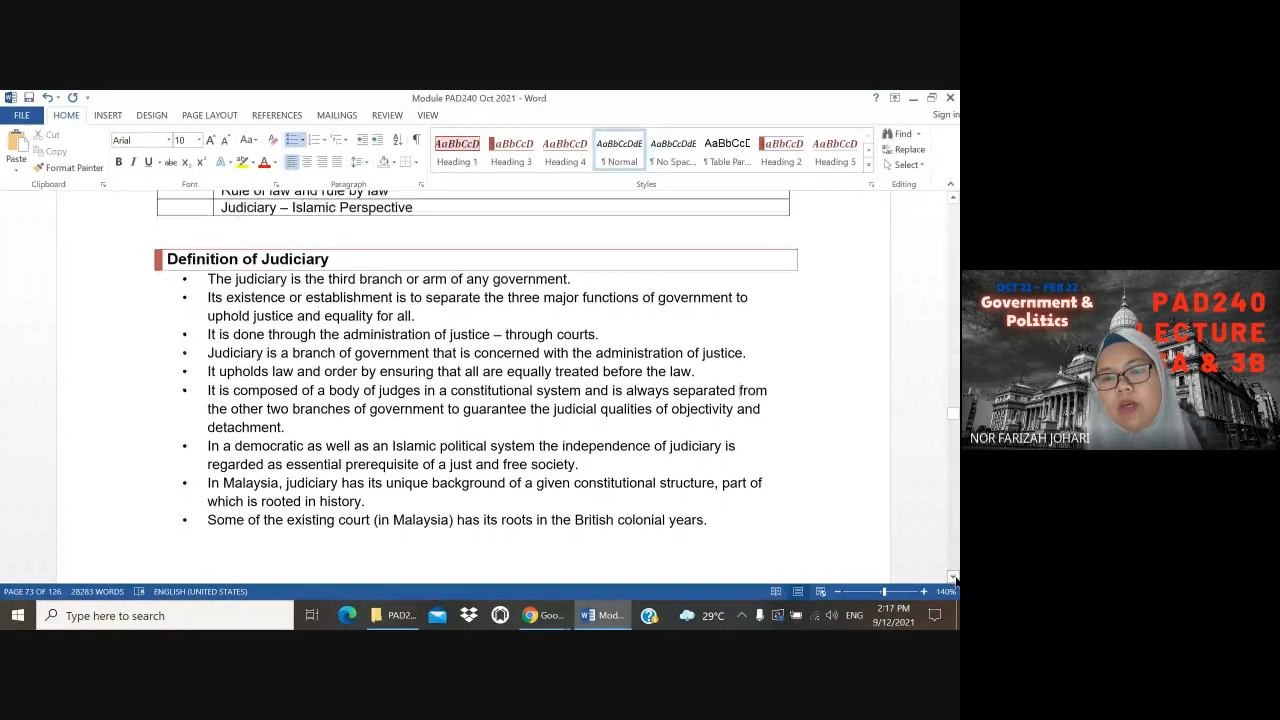 Module PAD240 Oct 2021 - Word
Sign in
FILE HOME INSERT DESIGN PAGE LAYOUT REFERENCES MAILINGS REVIEW VIEW
Paste
Cut
Copy
Format Painter
Arial 10
AaBbCcD AaBbCcD AaBbCcD AaBbCcDdE AaBbCcDdE AaBbCc AaBbCcD AaBbCcD
Heading 1 Heading 3 Heading 4 ¶ Normal ¶ No Spac... ¶ Table Par... Heading 2 Heading 5
Find
Replace
Select
Clipboard Font Paragraph Styles Editing
Rule of law and rule by law
Judiciary – Islamic Perspective
Definition of Judiciary
• The judiciary is the third branch or arm of any government.
• Its existence or establishment is to separate the three major functions of government to
uphold justice and equality for all.
• It is done through the administration of justice – through courts.
• Judiciary is a branch of government that is concerned with the administration of justice.
• It upholds law and order by ensuring that all are equally treated before the law.
• It is composed of a body of judges in a constitutional system and is always separated from
the other two branches of government to guarantee the judicial qualities of objectivity and
detachment.
• In a democratic as well as an Islamic political system the independence of judiciary is
regarded as essential prerequisite of a just and free society.
• In Malaysia, judiciary has its unique background of a given constitutional structure, part of
which is rooted in history.
• Some of the existing court (in Malaysia) has its roots in the British colonial years.
PAGE 73 OF 126 28283 WORDS ENGLISH (UNITED STATES) 140%
Type here to search
PAD2...
Goo...
Mod...
29°C
ENG
2:17 PM
9/12/2021
OCT 21 – FEB 22
Government &
Politics
PAD240
LECTURE
A & 3B
NOR FARIZAH JOHARI